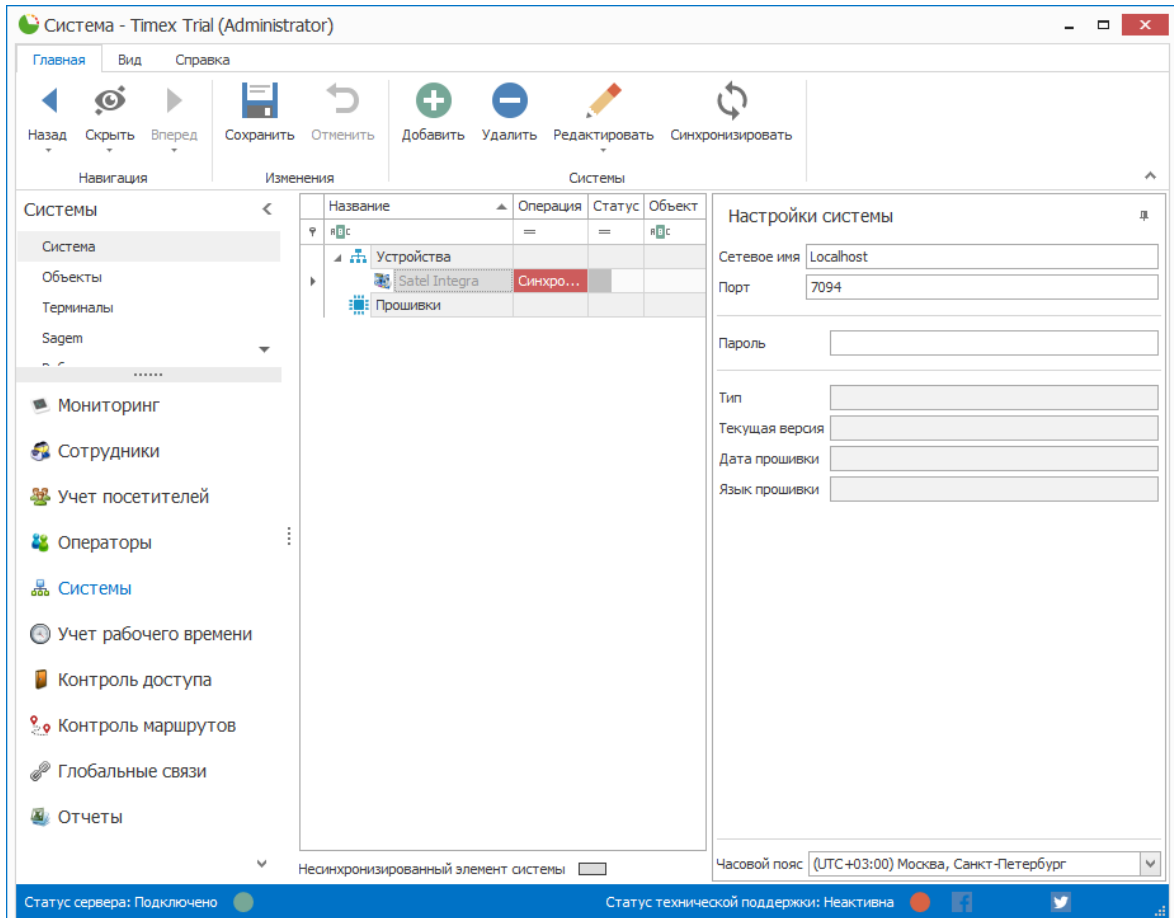 Система - Timex Trial (Administrator)
Главная Вид Справка
Назад Скрыть Вперед Сохранить Отменить Добавить Удалить Редактировать Синхронизировать
Навигация Изменения Системы
Системы
Система
Объекты
Терминалы
Sagem
Мониторинг
Сотрудники
Учет посетителей
Операторы
Системы
Учет рабочего времени
Контроль доступа
Контроль маршрутов
Глобальные связи
Отчеты
Название Операция Статус Объект
Устройства
Satel Integra Синхро...
Прошивки
Несинхронизированный элемент системы
Настройки системы
Сетевое имя Localhost
Порт 7094
Пароль
Тип
Текущая версия
Дата прошивки
Язык прошивки
Часовой пояс (UTC+03:00) Москва, Санкт-Петербург
Статус сервера: Подключено Статус технической поддержки: Неактивна